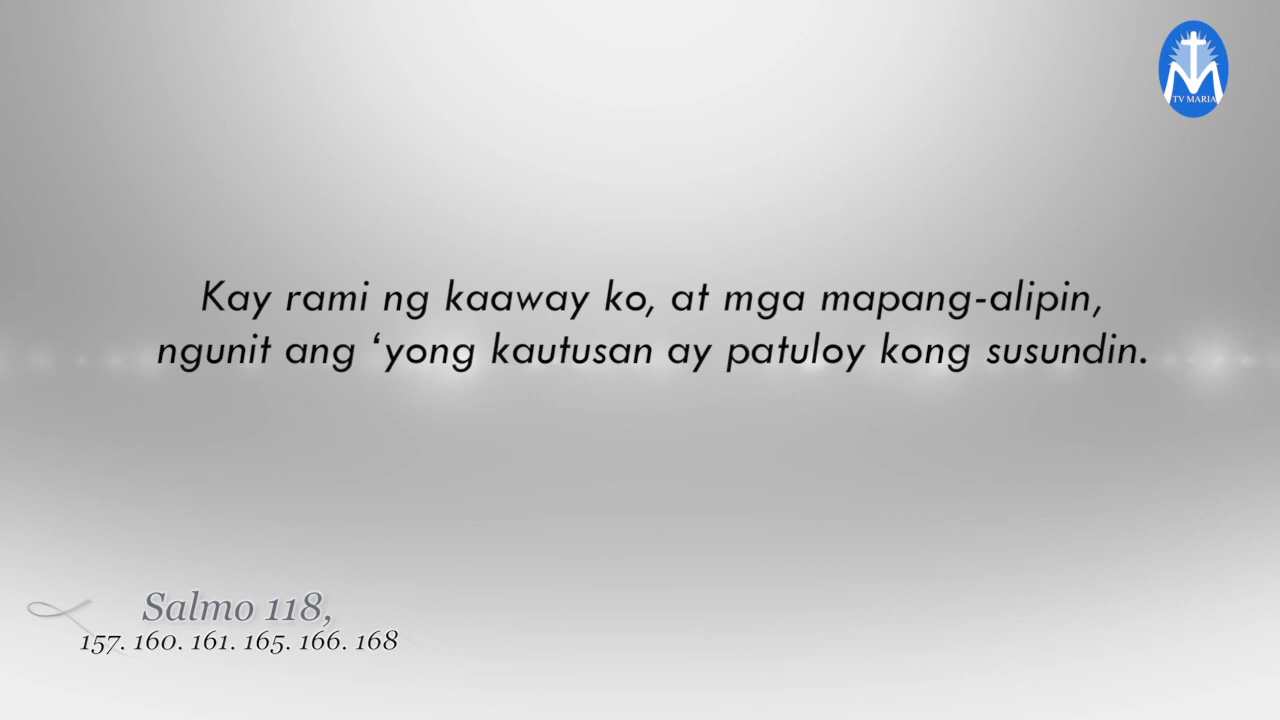 TV MARIA
Kay rami ng kaaway ko, at mga mapang-alipin,
ngunit ang ‘yong kautusan ay patuloy kong susundin.
Salmo 118,
157. 160. 161. 165. 166. 168